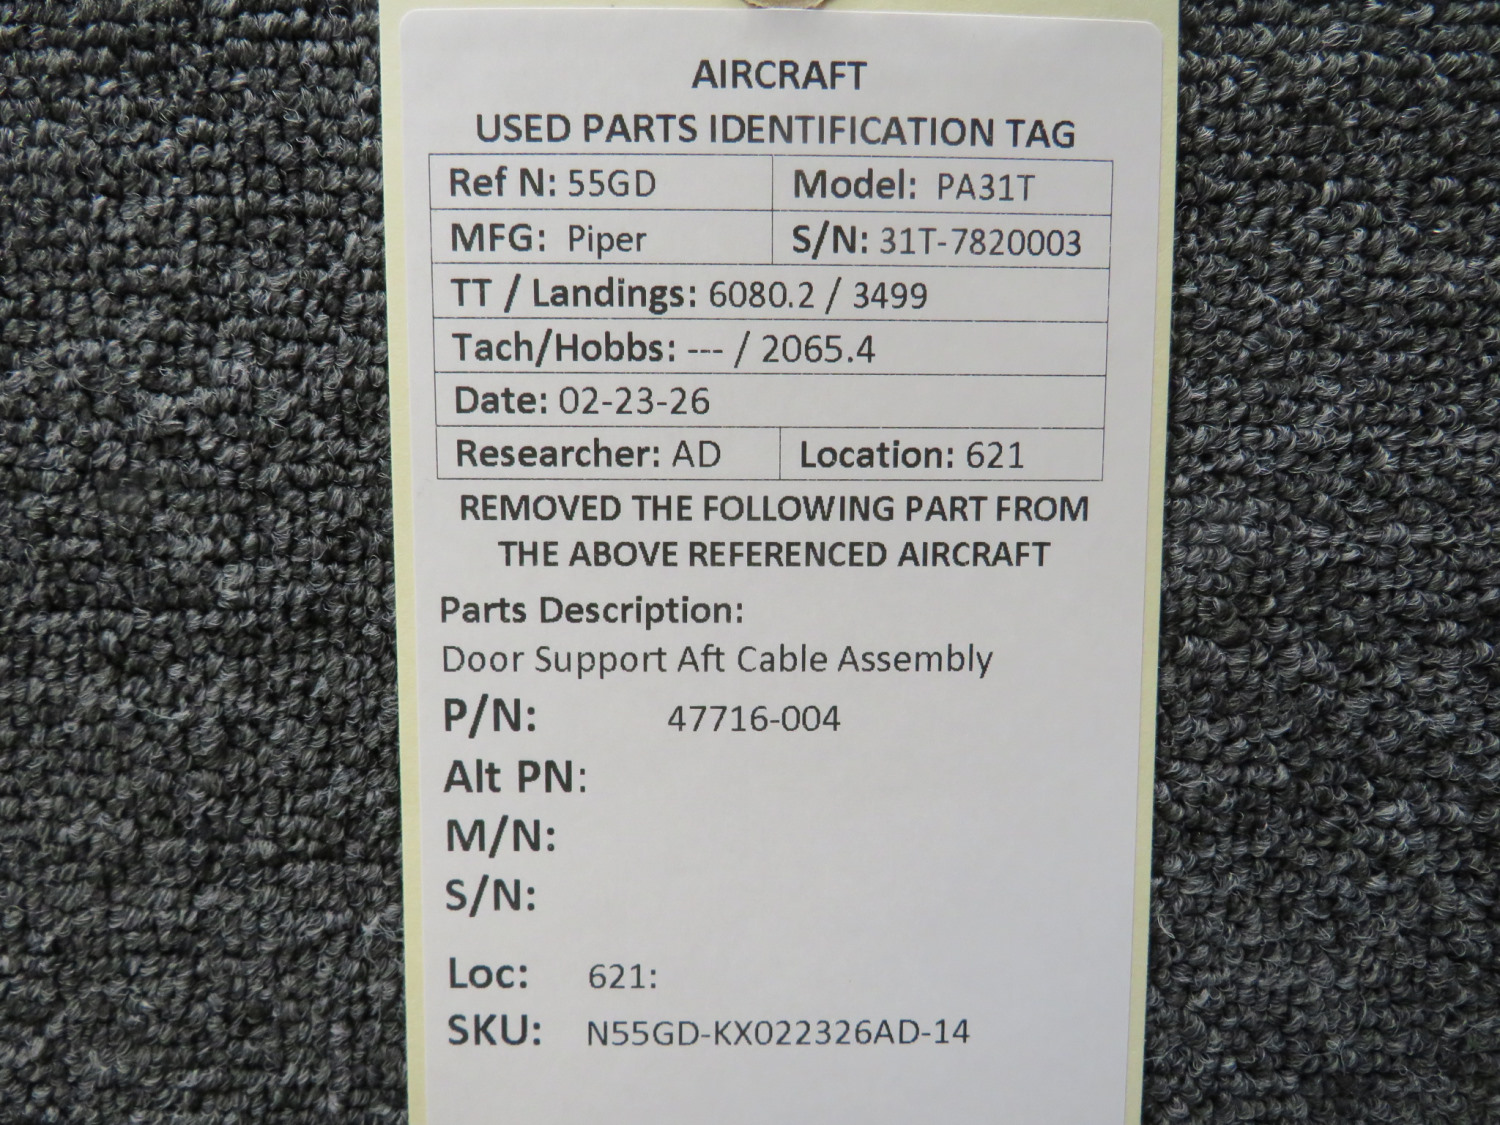 AIRCRAFT
USED PARTS IDENTIFICATION TAG
Ref N: 55GD Model: PA31T
MFG: Piper S/N: 31T-7820003
TT / Landings: 6080.2 / 3499
Tach/Hobbs: --- / 2065.4
Date: 02-23-26
Researcher: AD Location: 621
REMOVED THE FOLLOWING PART FROM
THE ABOVE REFERENCED AIRCRAFT
Parts Description:
Door Support Aft Cable Assembly
P/N: 47716-004
Alt PN:
M/N:
S/N:
Loc: 621:
SKU: N55GD-KX022326AD-14